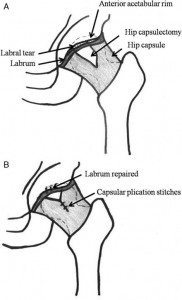 A
Anterior acetabular rim
Hip capsulectomy
Labral tear
Hip capsule
Labrum
B
Labrum repaired
Capsular plication stitches